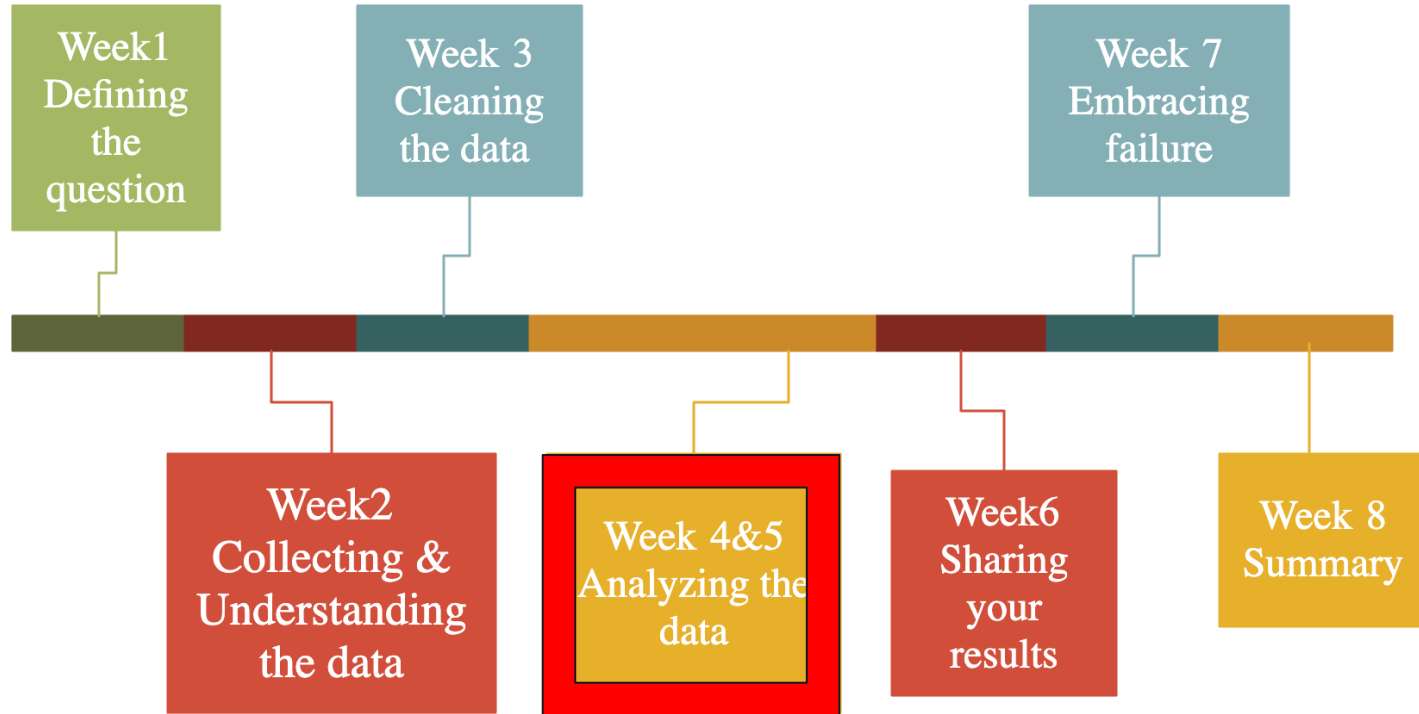 Week1
Defining
the
question
Week 3
Cleaning
the data
Week 7
Embracing
failure
Week2
Collecting &
Understanding
the data
Week 4&5
Analyzing the
data
Week6
Sharing
your
results
Week 8
Summary